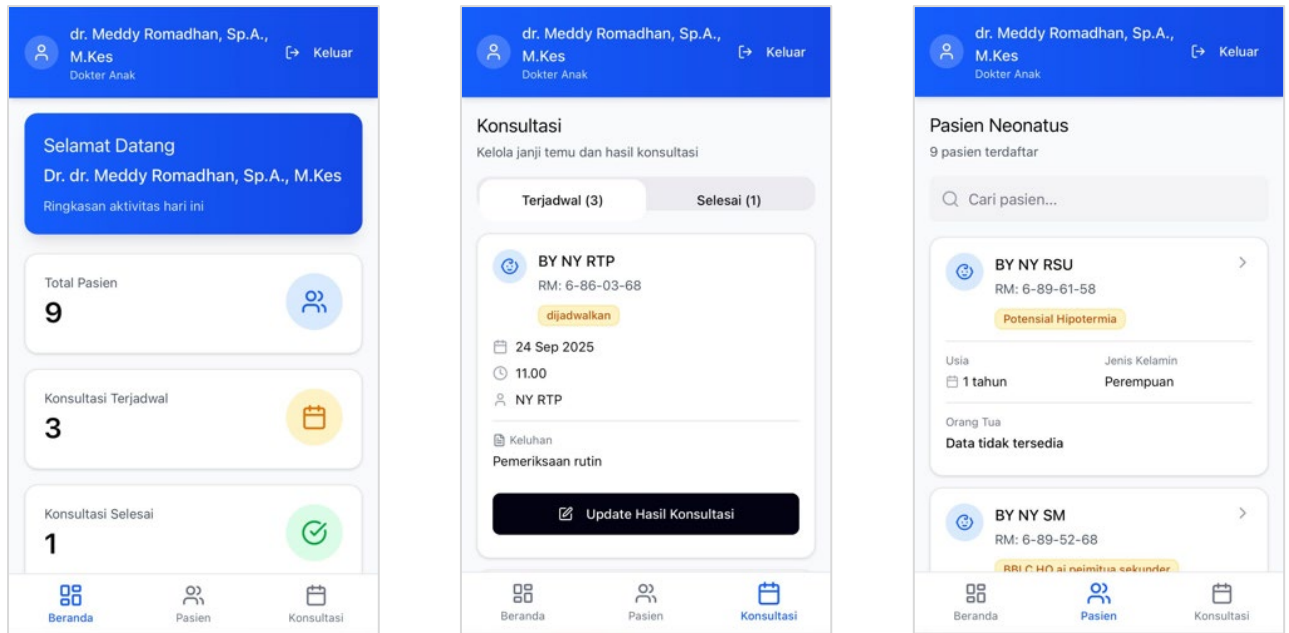 dr. Meddy Romadhan, Sp.A.,
M.Kes
Dokter Anak
Keluar
Selamat Datang
Dr. dr. Meddy Romadhan, Sp.A., M.Kes
Ringkasan aktivitas hari ini
Total Pasien
9
Konsultasi Terjadwal
3
Konsultasi Selesai
1
Beranda
Pasien
Konsultasi
dr. Meddy Romadhan, Sp.A.,
M.Kes
Dokter Anak
Keluar
Konsultasi
Kelola janji temu dan hasil konsultasi
Terjadwal (3)
Selesai (1)
BY NY RTP
RM: 6-86-03-68
dijadwalkan
24 Sep 2025
11.00
NY RTP
Keluhan
Pemeriksaan rutin
Update Hasil Konsultasi
Beranda
Pasien
Konsultasi
dr. Meddy Romadhan, Sp.A.,
M.Kes
Dokter Anak
Keluar
Pasien Neonatus
9 pasien terdaftar
Cari pasien...
BY NY RSU
RM: 6-89-61-58
Potensial Hipotermia
Usia
Jenis Kelamin
1 tahun
Perempuan
Orang Tua
Data tidak tersedia
BY NY SM
RM: 6-89-52-68
sekunder
Beranda
Pasien
Konsultasi